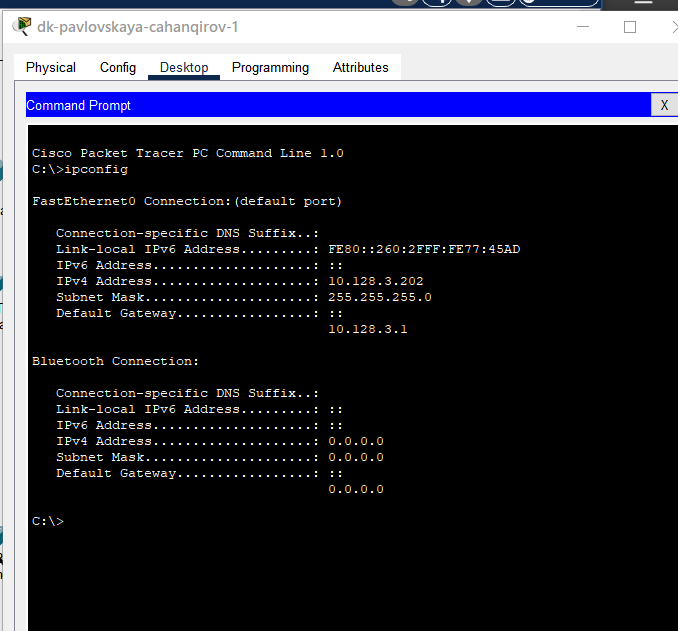 dk-pavlovskaya-cahanqirov-1
Physical Config Desktop Programming Attributes
Command Prompt X
Cisco Packet Tracer PC Command Line 1.0
C:\>ipconfig
FastEthernet0 Connection:(default port)
Connection-specific DNS Suffix..:
Link-local IPv6 Address.........: FE80::260:2FFF:FE77:45AD
IPv6 Address....................: ::
IPv4 Address....................: 10.128.3.202
Subnet Mask.....................: 255.255.255.0
Default Gateway.................: ::
10.128.3.1
Bluetooth Connection:
Connection-specific DNS Suffix..:
Link-local IPv6 Address.........: ::
IPv6 Address....................: ::
IPv4 Address....................: 0.0.0.0
Subnet Mask.....................: 0.0.0.0
Default Gateway.................: ::
0.0.0.0
C:\>